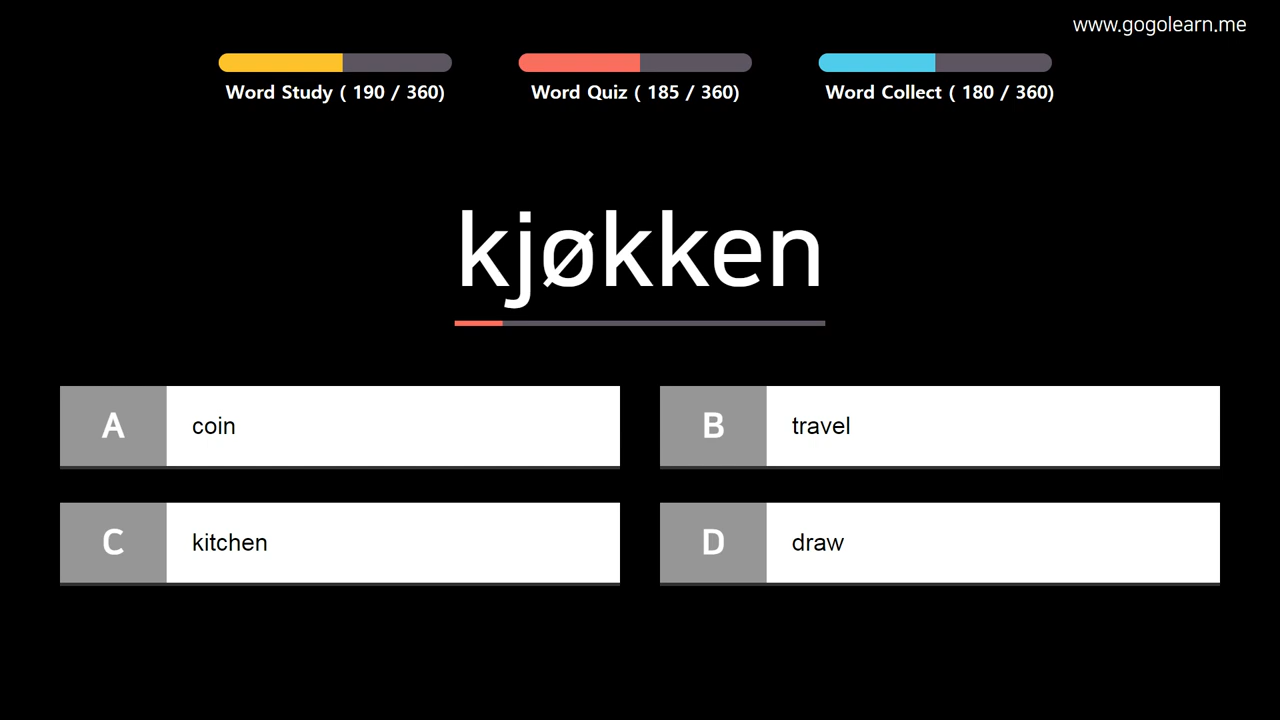 www.gogolearn.me
Word Study ( 190 / 360)
Word Quiz ( 185 / 360)
Word Collect ( 180 / 360)
kjøkken
A coin
B travel
C kitchen
D draw